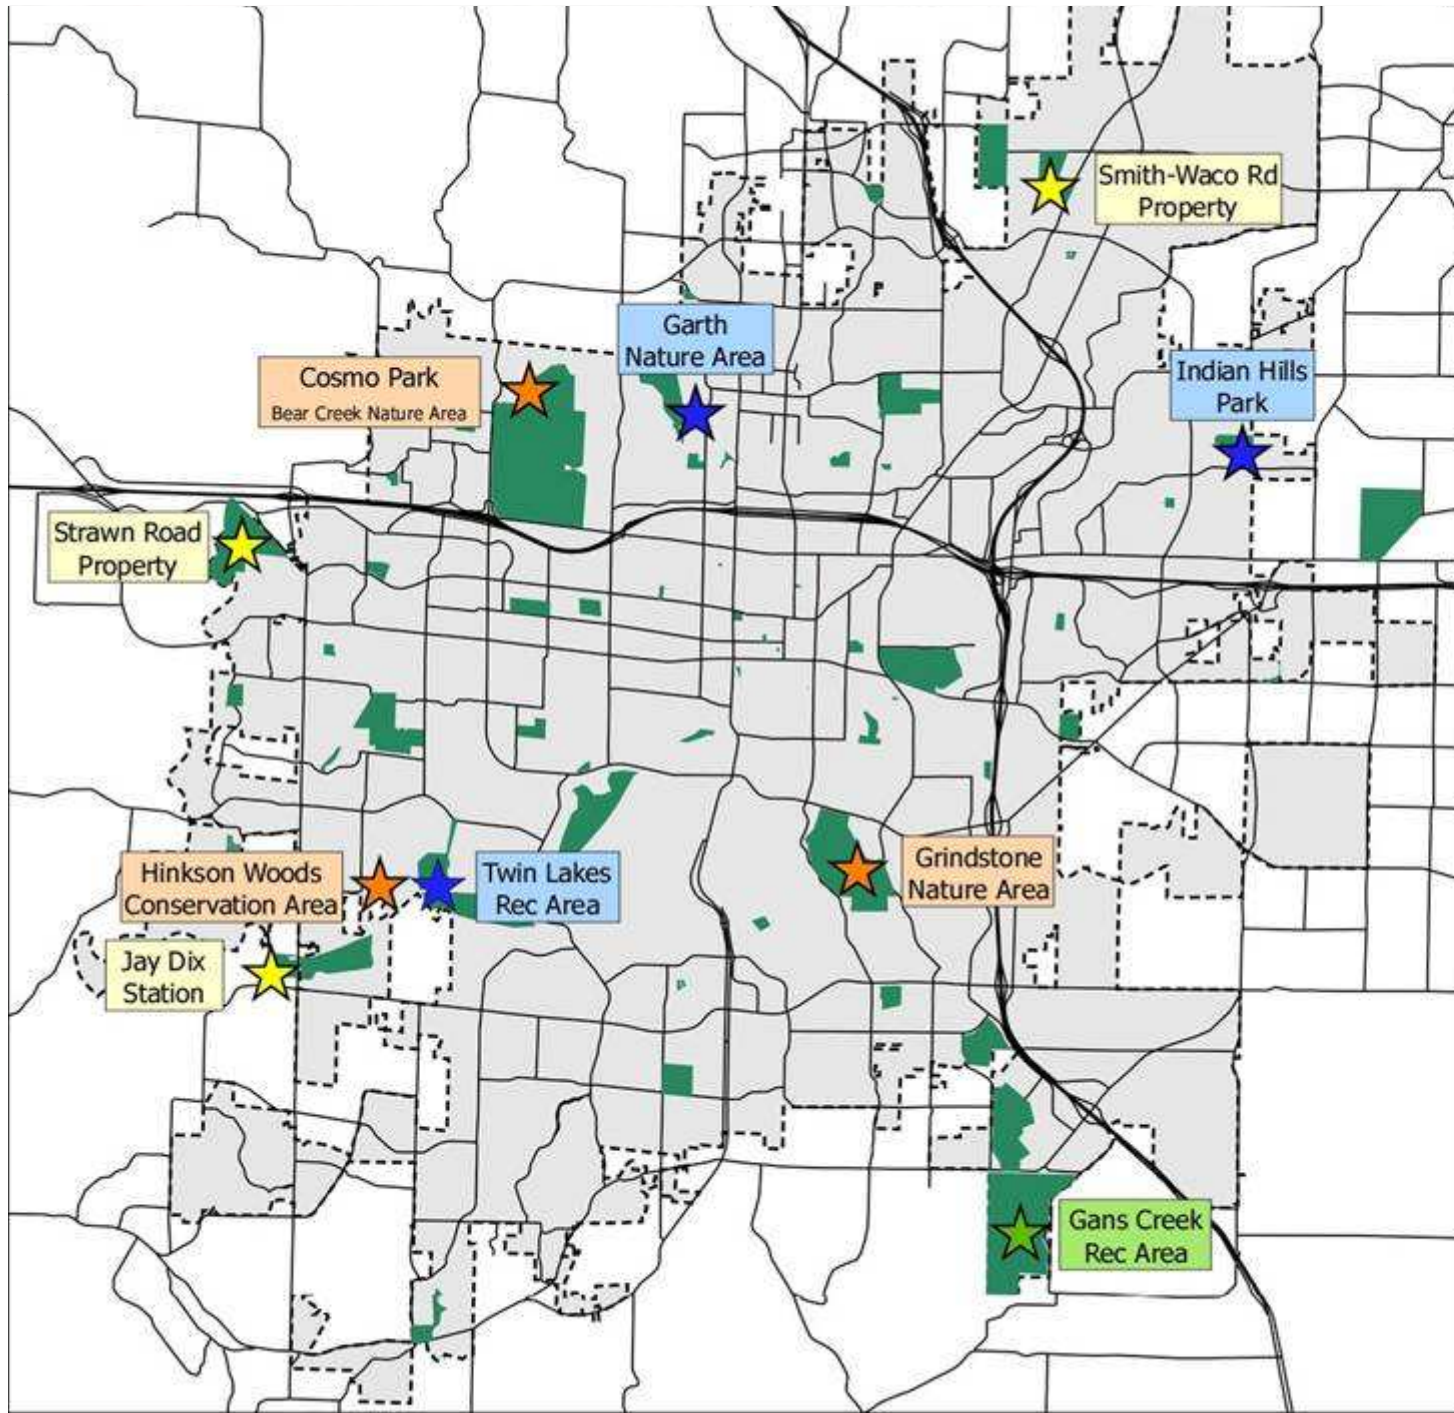 Smith-Waco Rd
Property
Garth
Nature Area
Cosmo Park
Bear Creek Nature Area
Indian Hills
Park
Strawn Road
Property
Hinkson Woods
Conservation Area
Twin Lakes
Rec Area
Grindstone
Nature Area
Jay Dix
Station
Gans Creek
Rec Area